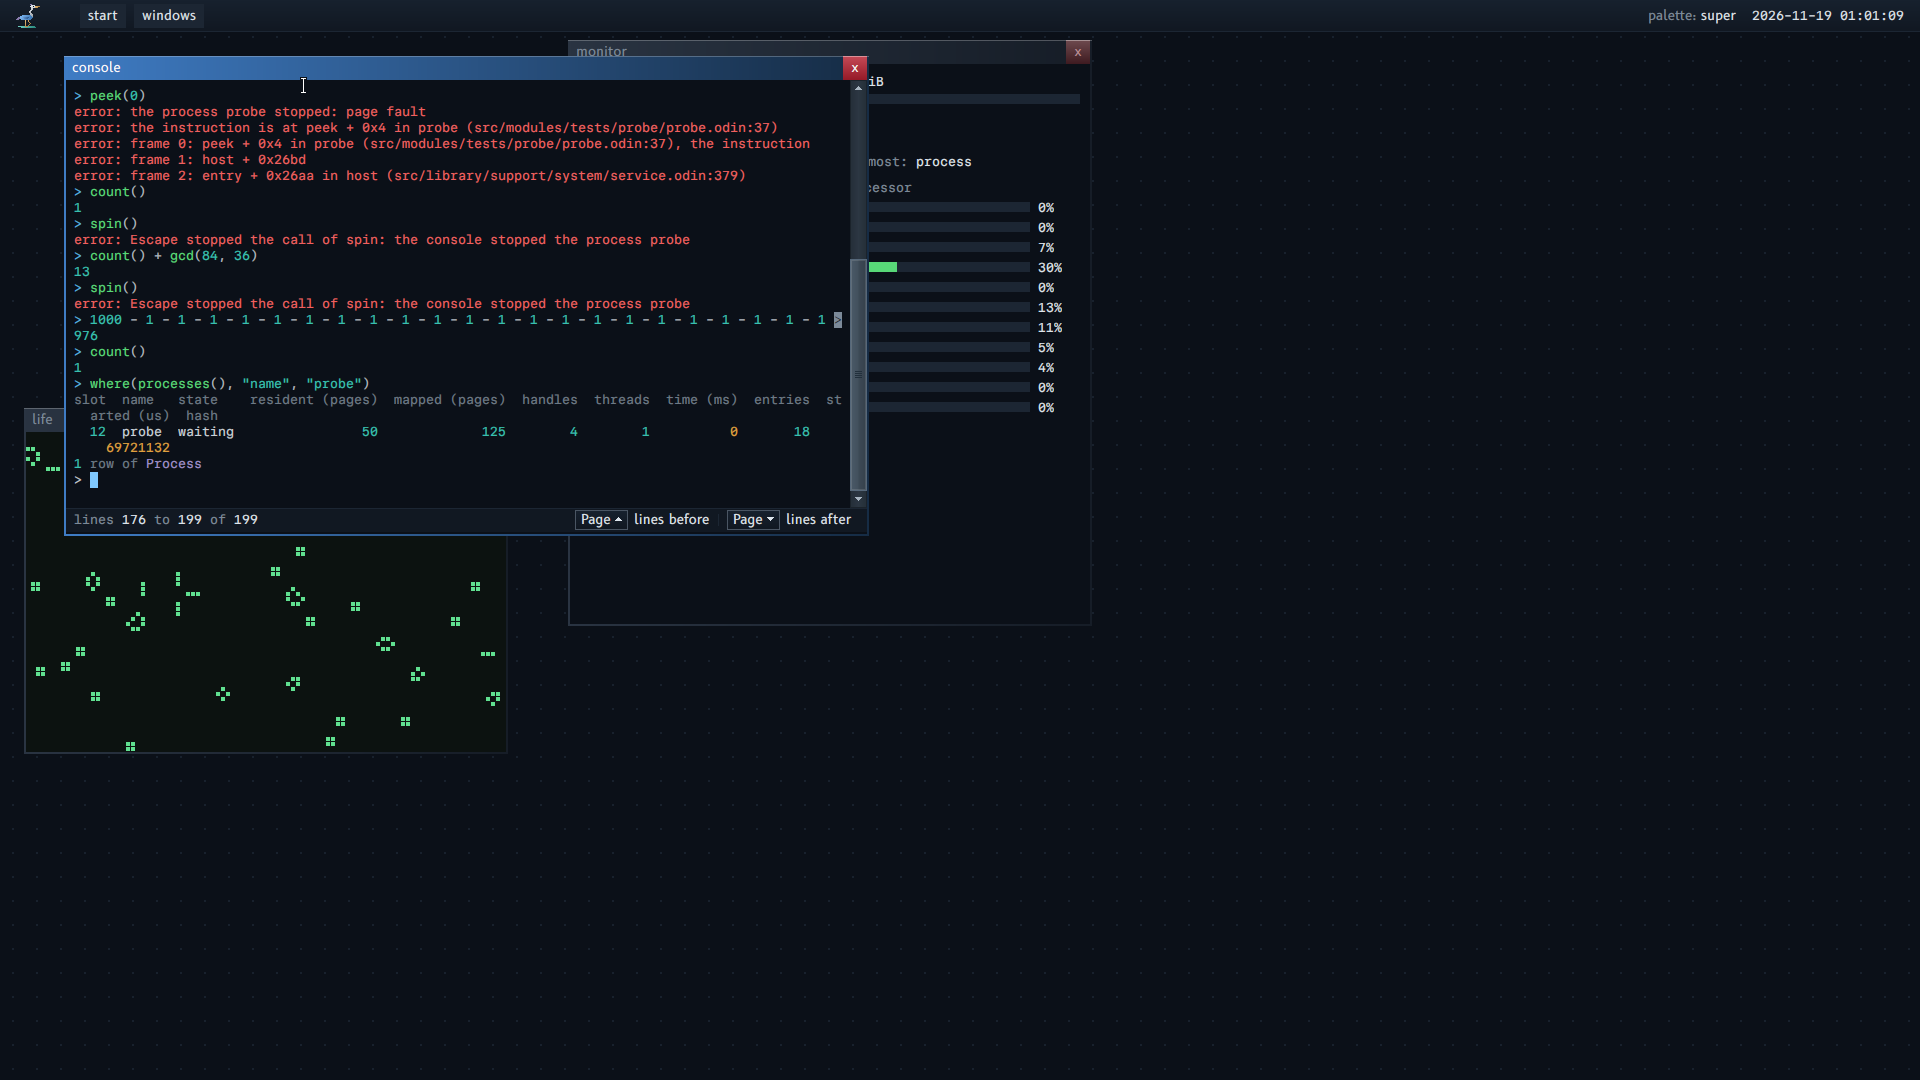 start windows palette: super 2026-11-19 01:01:09
monitor x
console x
iB
> peek(0)
error: the process probe stopped: page fault
error: the instruction is at peek + 0x4 in probe (src/modules/tests/probe/probe.odin:37)
error: frame 0: peek + 0x4 in probe (src/modules/tests/probe/probe.odin:37), the instruction
error: frame 1: host + 0x26bd
error: frame 2: entry + 0x26aa in host (src/library/support/system/service.odin:379)
> count()
1
> spin()
error: Escape stopped the call of spin: the console stopped the process probe
> count() + gcd(84, 36)
13
> spin()
error: Escape stopped the call of spin: the console stopped the process probe
> 1000 - 1 - 1 - 1 - 1 - 1 - 1 - 1 - 1 - 1 - 1 - 1 - 1 - 1 - 1 - 1 - 1 - 1 - 1 - 1 - 1 - 1 - 1 >
976
> count()
1
> where(processes(), "name", "probe")
slot name state resident (pages) mapped (pages) handles threads time (ms) entries st
arted (us) hash
12 probe waiting 50 125 4 1 0 18
69721132
1 row of Process
>
lines 176 to 199 of 199 Page lines before Page lines after
most: process
cessor
0%
0%
7%
30%
0%
13%
11%
5%
4%
0%
0%
life